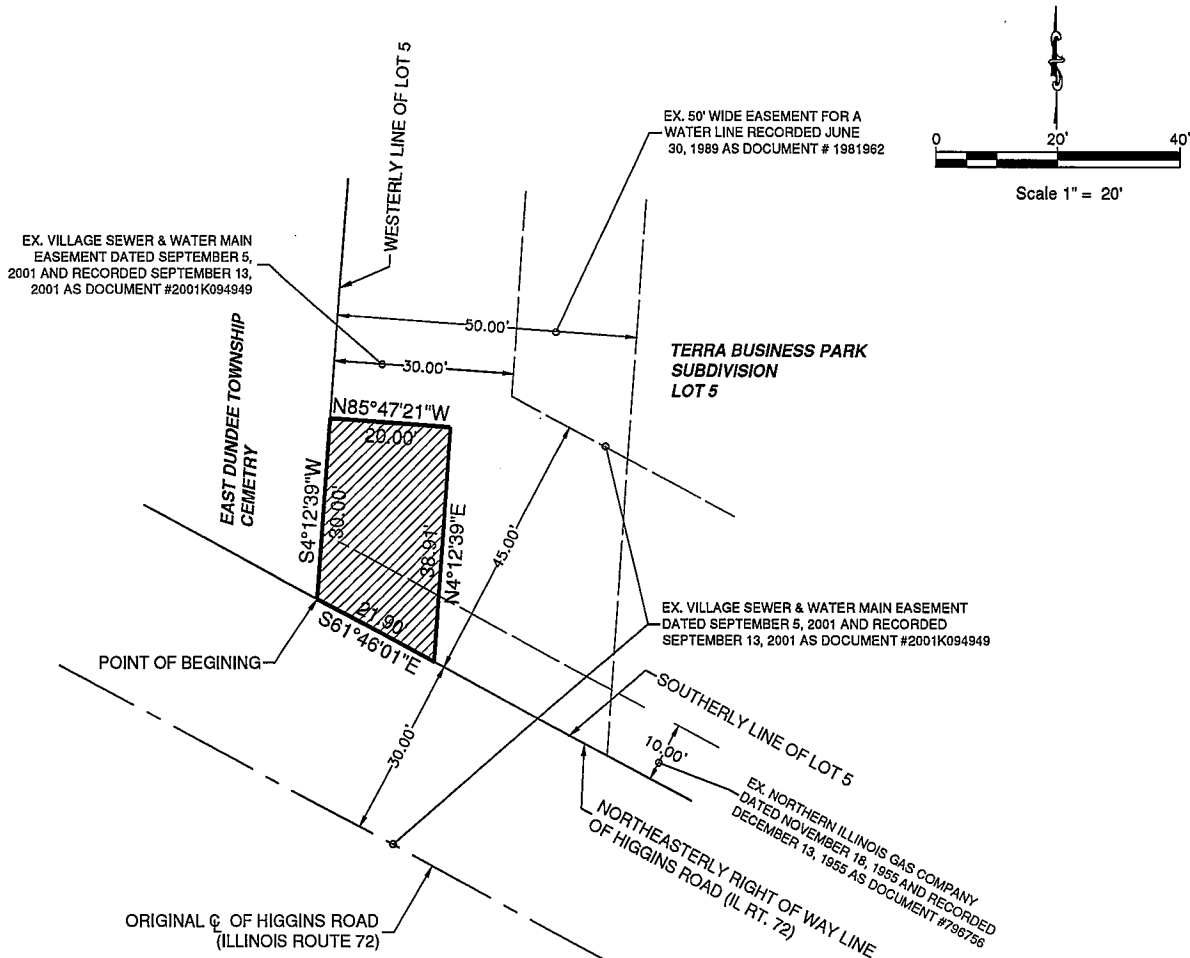 WESTERLY LINE OF LOT 5
EX. 50' WIDE EASEMENT FOR A
WATER LINE RECORDED JUNE
30, 1989 AS DOCUMENT # 1981962
0 20' 40'
Scale 1" = 20'
EX. VILLAGE SEWER & WATER MAIN
EASEMENT DATED SEPTEMBER 5,
2001 AND RECORDED SEPTEMBER 13,
2001 AS DOCUMENT #2001K094949
50.00'
30.00'
TERRA BUSINESS PARK
SUBDIVISION
LOT 5
EAST DUNDEE TOWNSHIP
CEMETRY
N85°47'21"W
20.00'
S4°12'39"W
30.00'
38.91'
N4°12'39"E
45.00'
21.90
S61°46'01"E
POINT OF BEGINING
EX. VILLAGE SEWER & WATER MAIN EASEMENT
DATED SEPTEMBER 5, 2001 AND RECORDED
SEPTEMBER 13, 2001 AS DOCUMENT #2001K094949
30.00'
SOUTHERLY LINE OF LOT 5
10.00'
EX. NORTHERN ILLINOIS GAS COMPANY
DATED NOVEMBER 18, 1955 AND RECORDED
DECEMBER 13, 1955 AS DOCUMENT #796756
NORTHEASTERLY RIGHT OF WAY LINE
OF HIGGINS ROAD (IL RT. 72)
ORIGINAL ℄ OF HIGGINS ROAD
(ILLINOIS ROUTE 72)